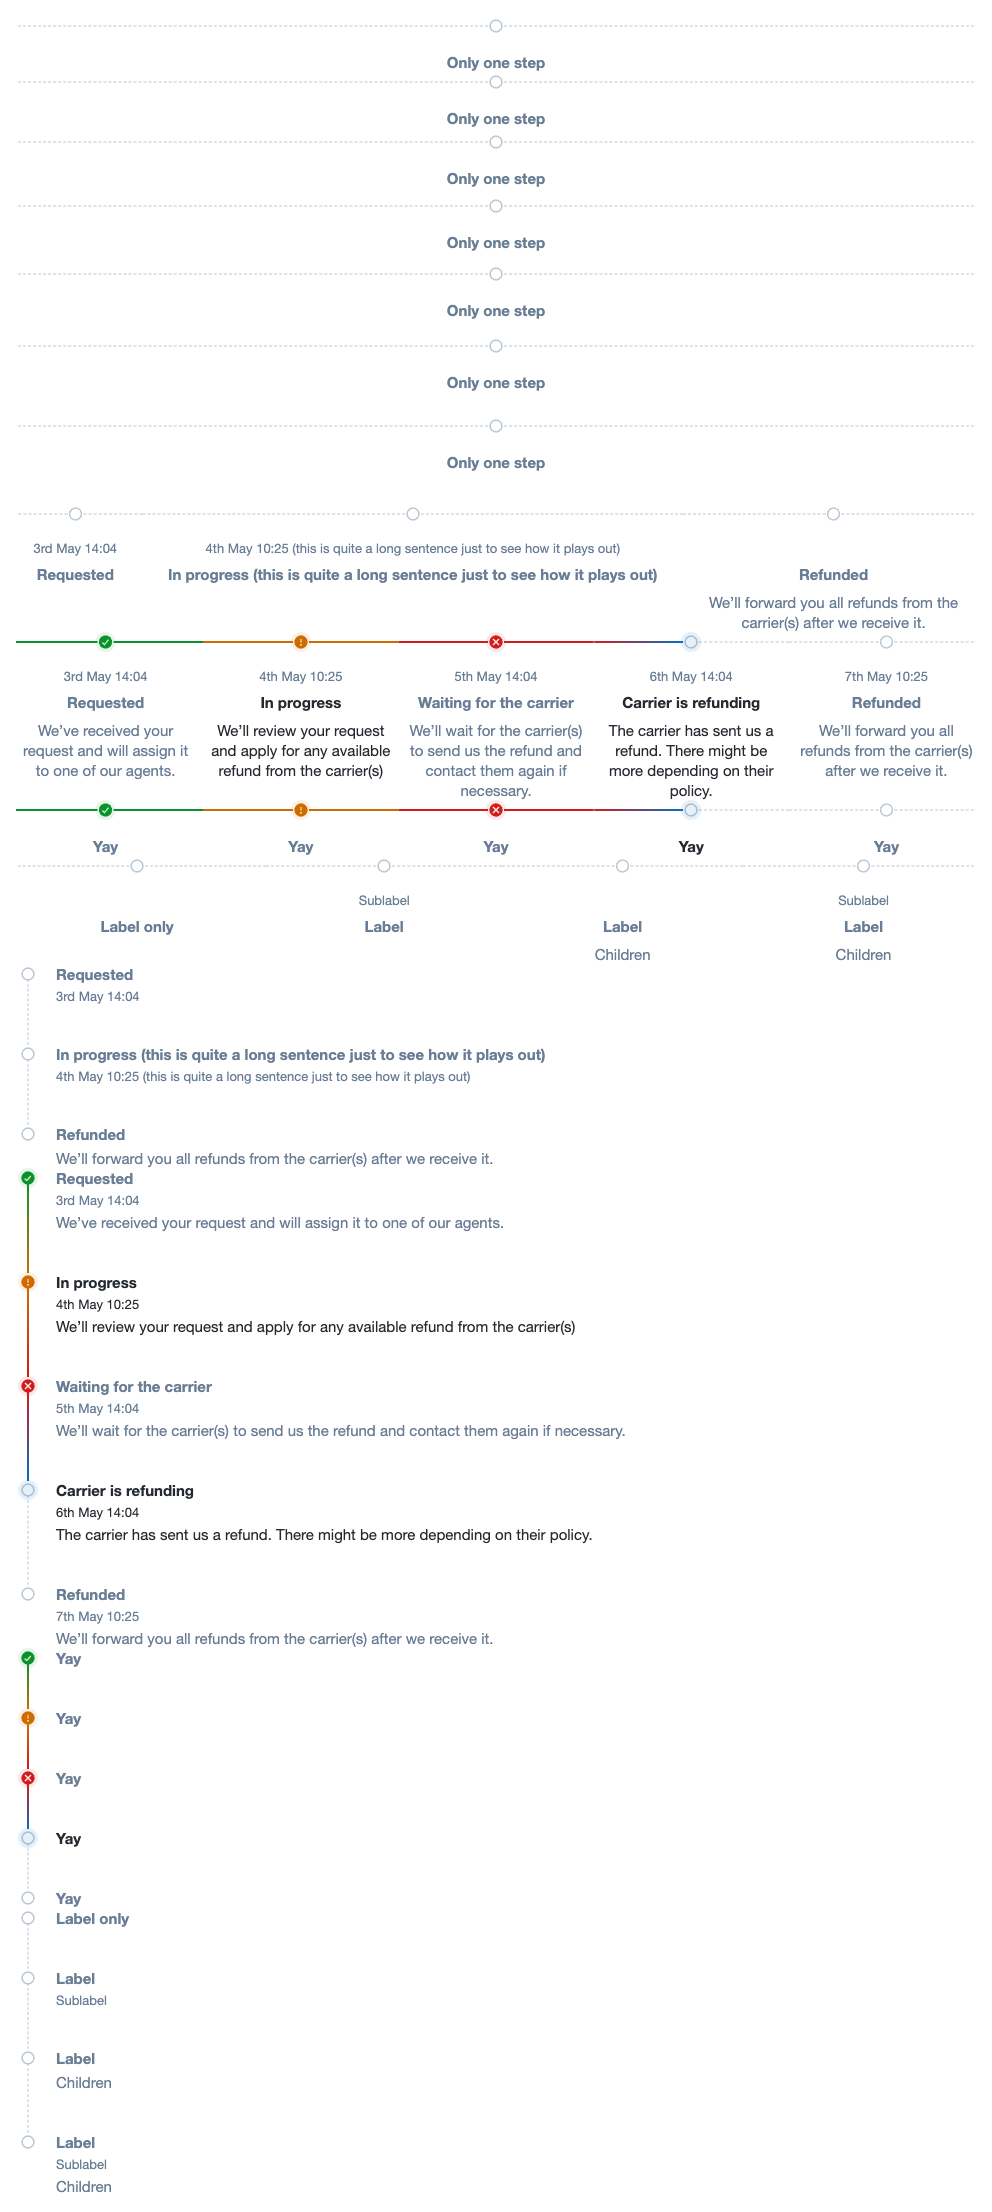 Only one step
Only one step
Only one step
Only one step
Only one step
Only one step
Only one step
3rd May 14:04
Requested
4th May 10:25 (this is quite a long sentence just to see how it plays out)
In progress (this is quite a long sentence just to see how it plays out)
Refunded
We’ll forward you all refunds from the
carrier(s) after we receive it.
3rd May 14:04
Requested
We’ve received your
request and will assign it
to one of our agents.
4th May 10:25
In progress
We’ll review your request
and apply for any available
refund from the carrier(s)
5th May 14:04
Waiting for the carrier
We’ll wait for the carrier(s)
to send us the refund and
contact them again if
necessary.
6th May 14:04
Carrier is refunding
The carrier has sent us a
refund. There might be
more depending on their
policy.
7th May 10:25
Refunded
We’ll forward you all
refunds from the carrier(s)
after we receive it.
Yay
Yay
Yay
Yay
Yay
Label only
Sublabel
Label
Label
Children
Sublabel
Label
Children
Requested
3rd May 14:04
In progress (this is quite a long sentence just to see how it plays out)
4th May 10:25 (this is quite a long sentence just to see how it plays out)
Refunded
We’ll forward you all refunds from the carrier(s) after we receive it.
Requested
3rd May 14:04
We’ve received your request and will assign it to one of our agents.
In progress
4th May 10:25
We’ll review your request and apply for any available refund from the carrier(s)
Waiting for the carrier
5th May 14:04
We’ll wait for the carrier(s) to send us the refund and contact them again if necessary.
Carrier is refunding
6th May 14:04
The carrier has sent us a refund. There might be more depending on their policy.
Refunded
7th May 10:25
We’ll forward you all refunds from the carrier(s) after we receive it.
Yay
Yay
Yay
Yay
Yay
Label only
Label
Sublabel
Label
Children
Label
Sublabel
Children